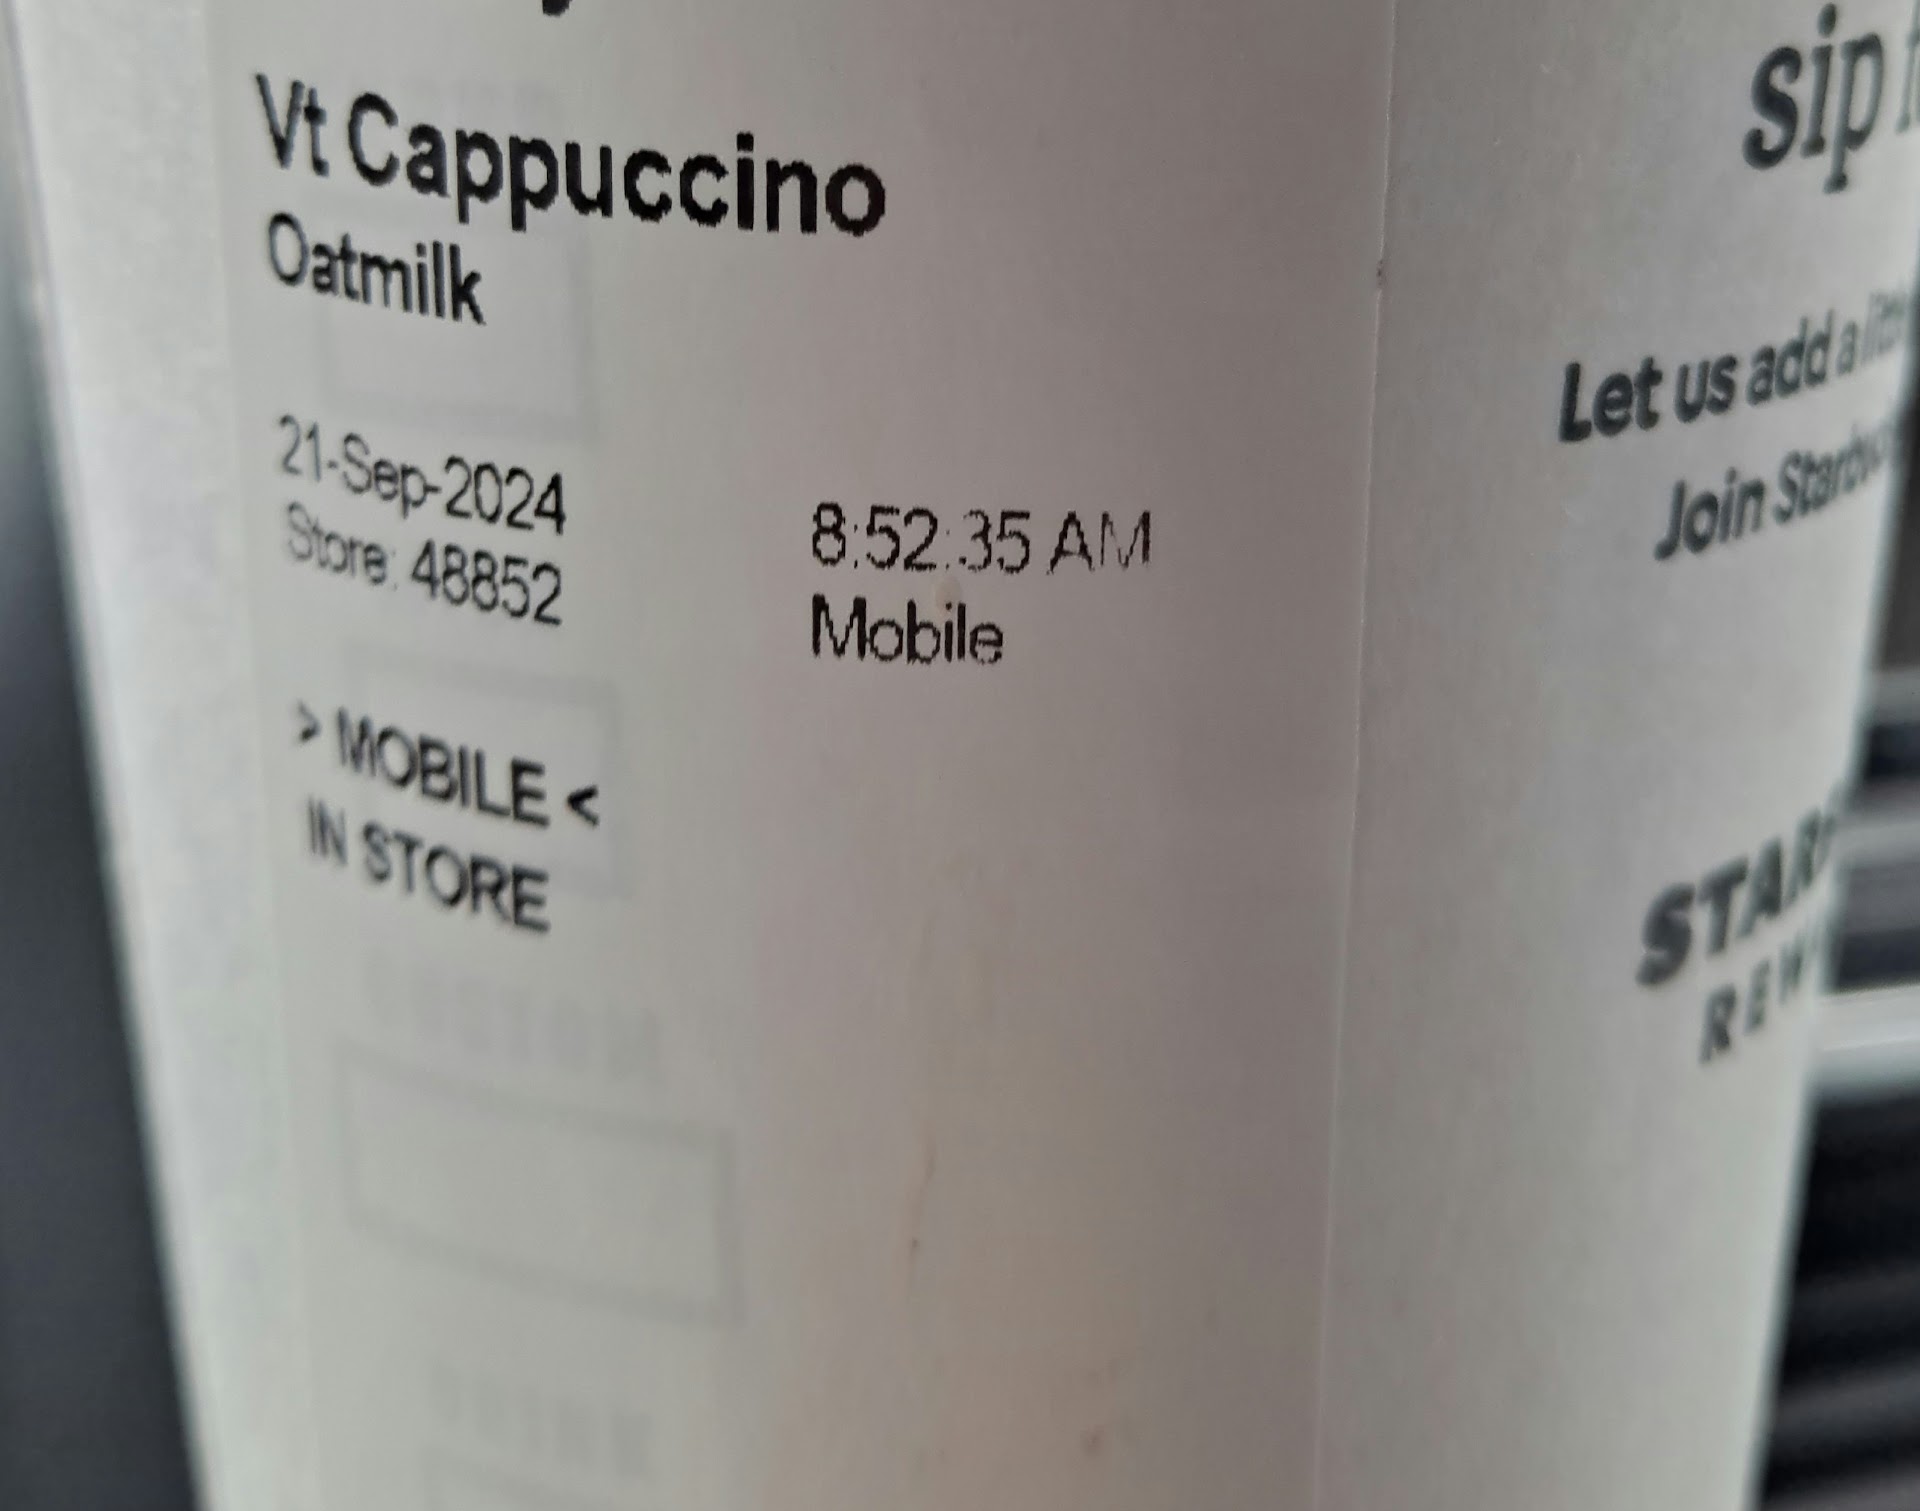 Vt Cappuccino
Oatmilk
21-Sep-2024 8:52:35 AM
Store: 48852 Mobile
> MOBILE <
IN STORE
sip
Let us add a
Join